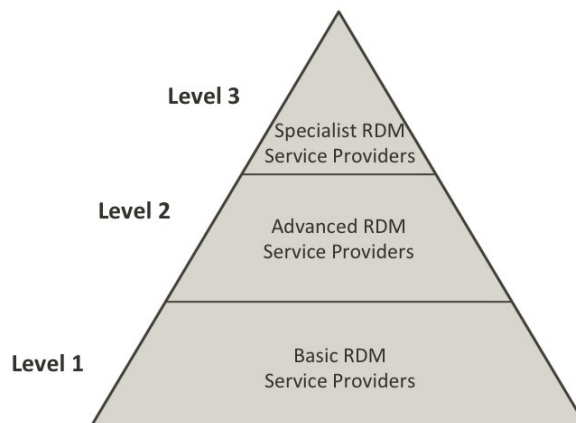 Level 3
Specialist RDM
Service Providers
Level 2
Advanced RDM
Service Providers
Level 1
Basic RDM
Service Providers